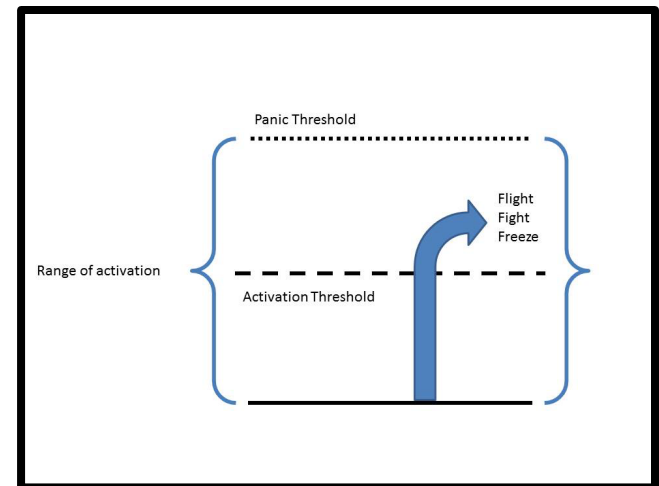 Panic Threshold
Flight
Fight
Freeze
Range of activation
Activation Threshold